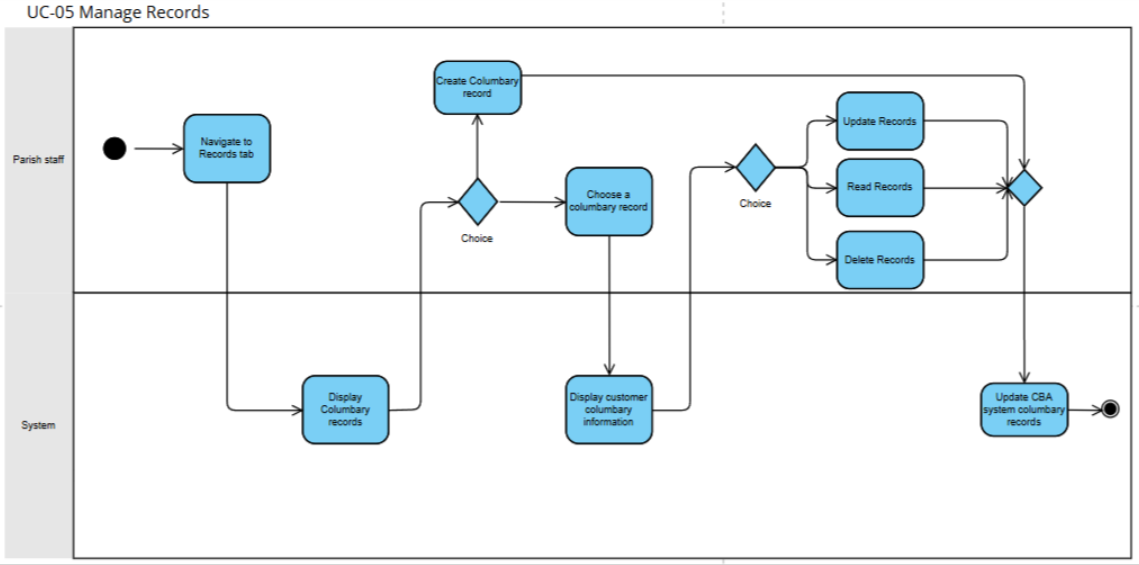 UC-05 Manage Records
Parish staff
Navigate to
Records tab
Create Columbary
record
Choice
Choose a
columbary record
Choice
Update Records
Read Records
Delete Records
System
Display
Columbary
records
Display customer
columbary
information
Update CBA
system columbary
records